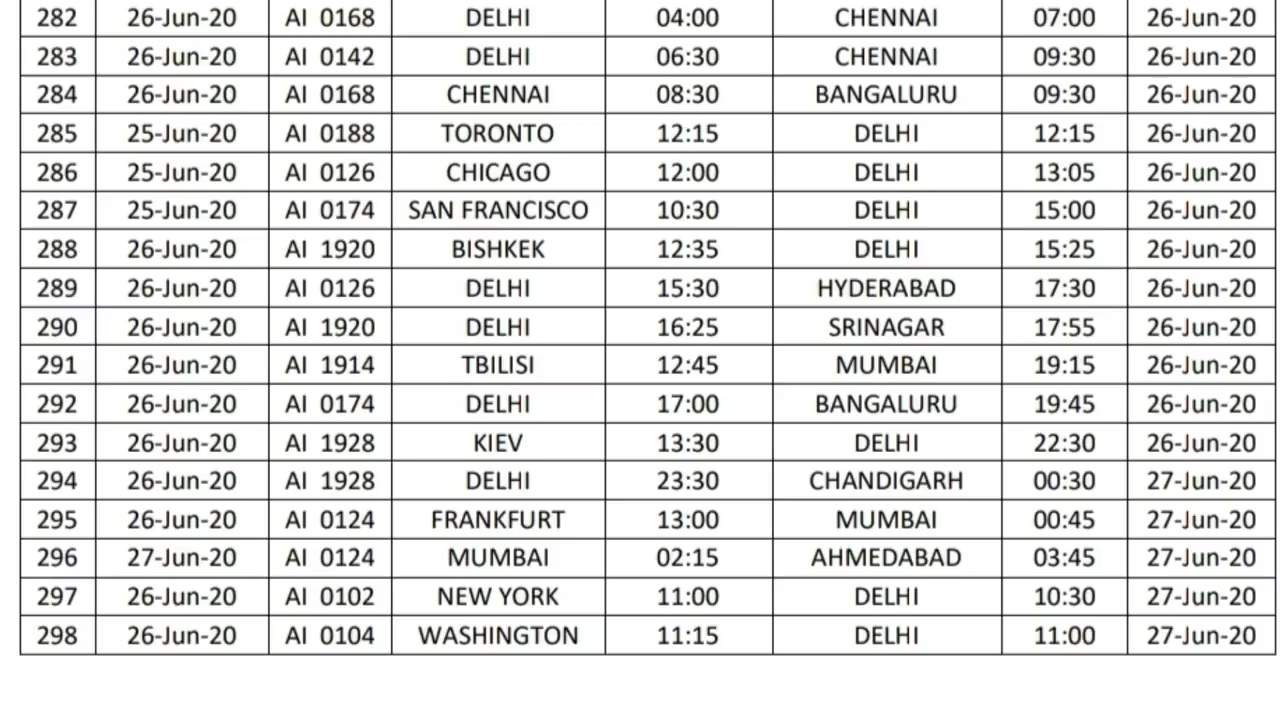 282 26-Jun-20 AI 0168 DELHI 04:00 CHENNAI 07:00 26-Jun-20
283 26-Jun-20 AI 0142 DELHI 06:30 CHENNAI 09:30 26-Jun-20
284 26-Jun-20 AI 0168 CHENNAI 08:30 BANGALURU 09:30 26-Jun-20
285 25-Jun-20 AI 0188 TORONTO 12:15 DELHI 12:15 26-Jun-20
286 25-Jun-20 AI 0126 CHICAGO 12:00 DELHI 13:05 26-Jun-20
287 25-Jun-20 AI 0174 SAN FRANCISCO 10:30 DELHI 15:00 26-Jun-20
288 26-Jun-20 AI 1920 BISHKEK 12:35 DELHI 15:25 26-Jun-20
289 26-Jun-20 AI 0126 DELHI 15:30 HYDERABAD 17:30 26-Jun-20
290 26-Jun-20 AI 1920 DELHI 16:25 SRINAGAR 17:55 26-Jun-20
291 26-Jun-20 AI 1914 TBILISI 12:45 MUMBAI 19:15 26-Jun-20
292 26-Jun-20 AI 0174 DELHI 17:00 BANGALURU 19:45 26-Jun-20
293 26-Jun-20 AI 1928 KIEV 13:30 DELHI 22:30 26-Jun-20
294 26-Jun-20 AI 1928 DELHI 23:30 CHANDIGARH 00:30 27-Jun-20
295 26-Jun-20 AI 0124 FRANKFURT 13:00 MUMBAI 00:45 27-Jun-20
296 27-Jun-20 AI 0124 MUMBAI 02:15 AHMEDABAD 03:45 27-Jun-20
297 26-Jun-20 AI 0102 NEW YORK 11:00 DELHI 10:30 27-Jun-20
298 26-Jun-20 AI 0104 WASHINGTON 11:15 DELHI 11:00 27-Jun-20